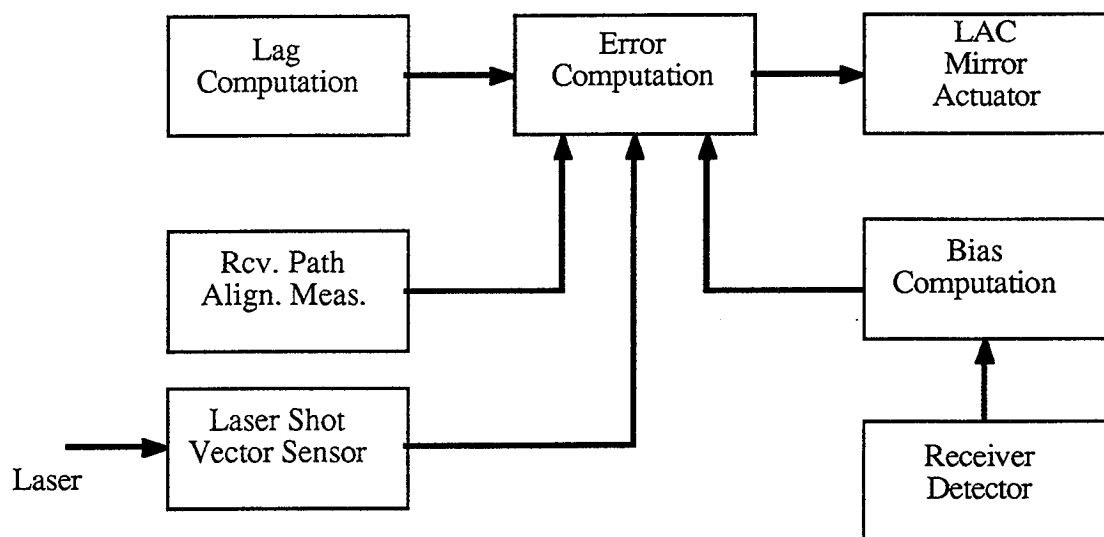 Lag
Computation
Error
Computation
LAC
Mirror
Actuator
Rcv. Path
Align. Meas.
Bias
Computation
Laser Shot
Vector Sensor
Laser
Receiver
Detector